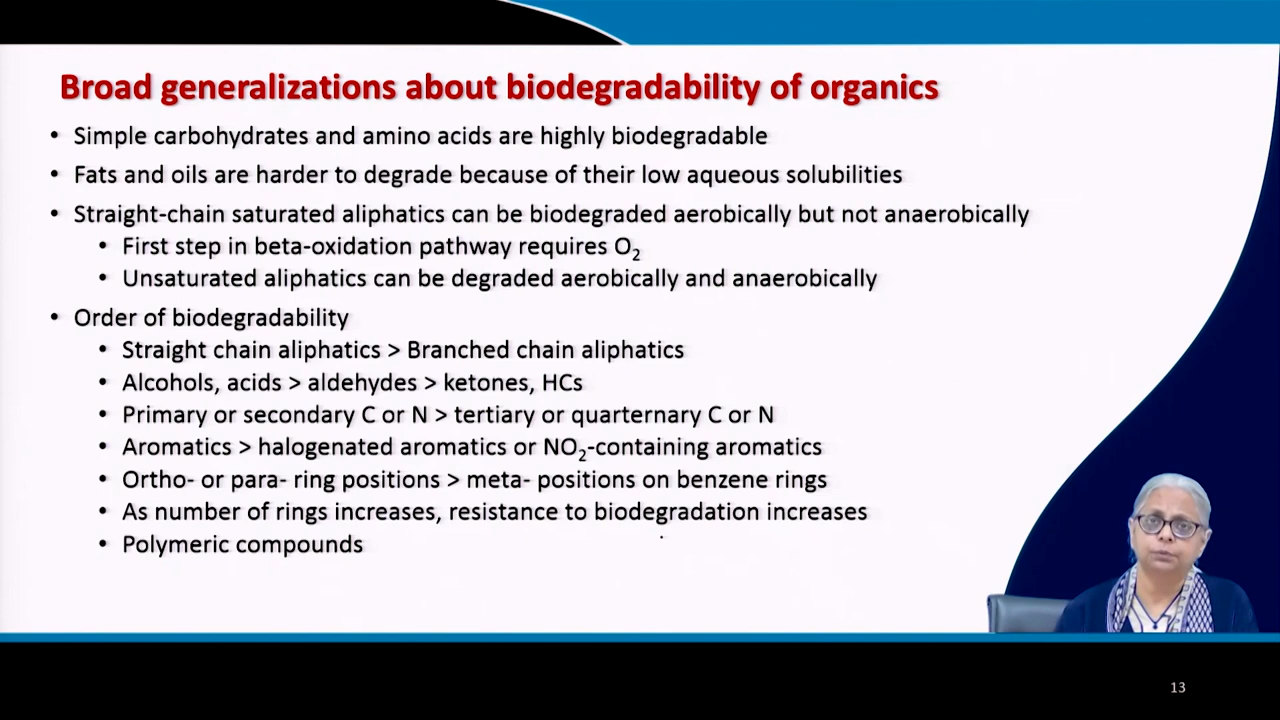 Broad generalizations about biodegradability of organics
• Simple carbohydrates and amino acids are highly biodegradable
• Fats and oils are harder to degrade because of their low aqueous solubilities
• Straight-chain saturated aliphatics can be biodegraded aerobically but not anaerobically
• First step in beta-oxidation pathway requires O₂
• Unsaturated aliphatics can be degraded aerobically and anaerobically
• Order of biodegradability
• Straight chain aliphatics > Branched chain aliphatics
• Alcohols, acids > aldehydes > ketones, HCs
• Primary or secondary C or N > tertiary or quarternary C or N
• Aromatics > halogenated aromatics or NO₂-containing aromatics
• Ortho- or para- ring positions > meta- positions on benzene rings
• As number of rings increases, resistance to biodegradation increases
• Polymeric compounds
13